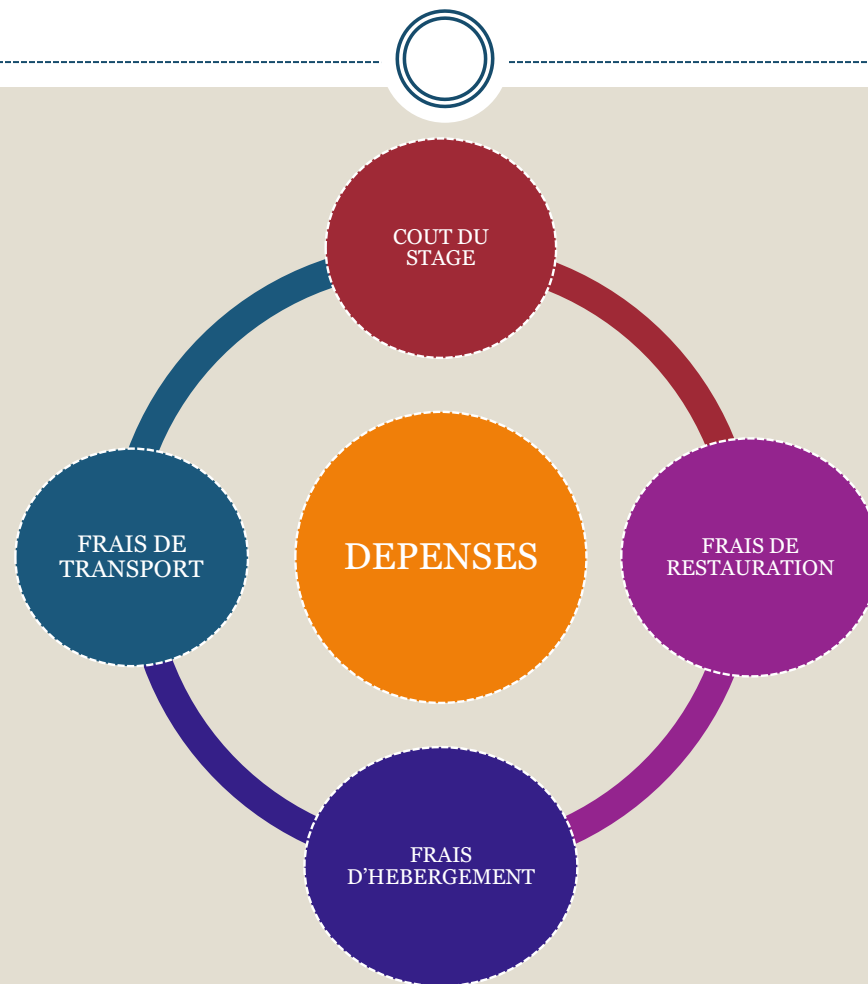 COUT DU
STAGE
FRAIS DE
TRANSPORT
DEPENSES
FRAIS DE
RESTAURATION
FRAIS
D’HEBERGEMENT